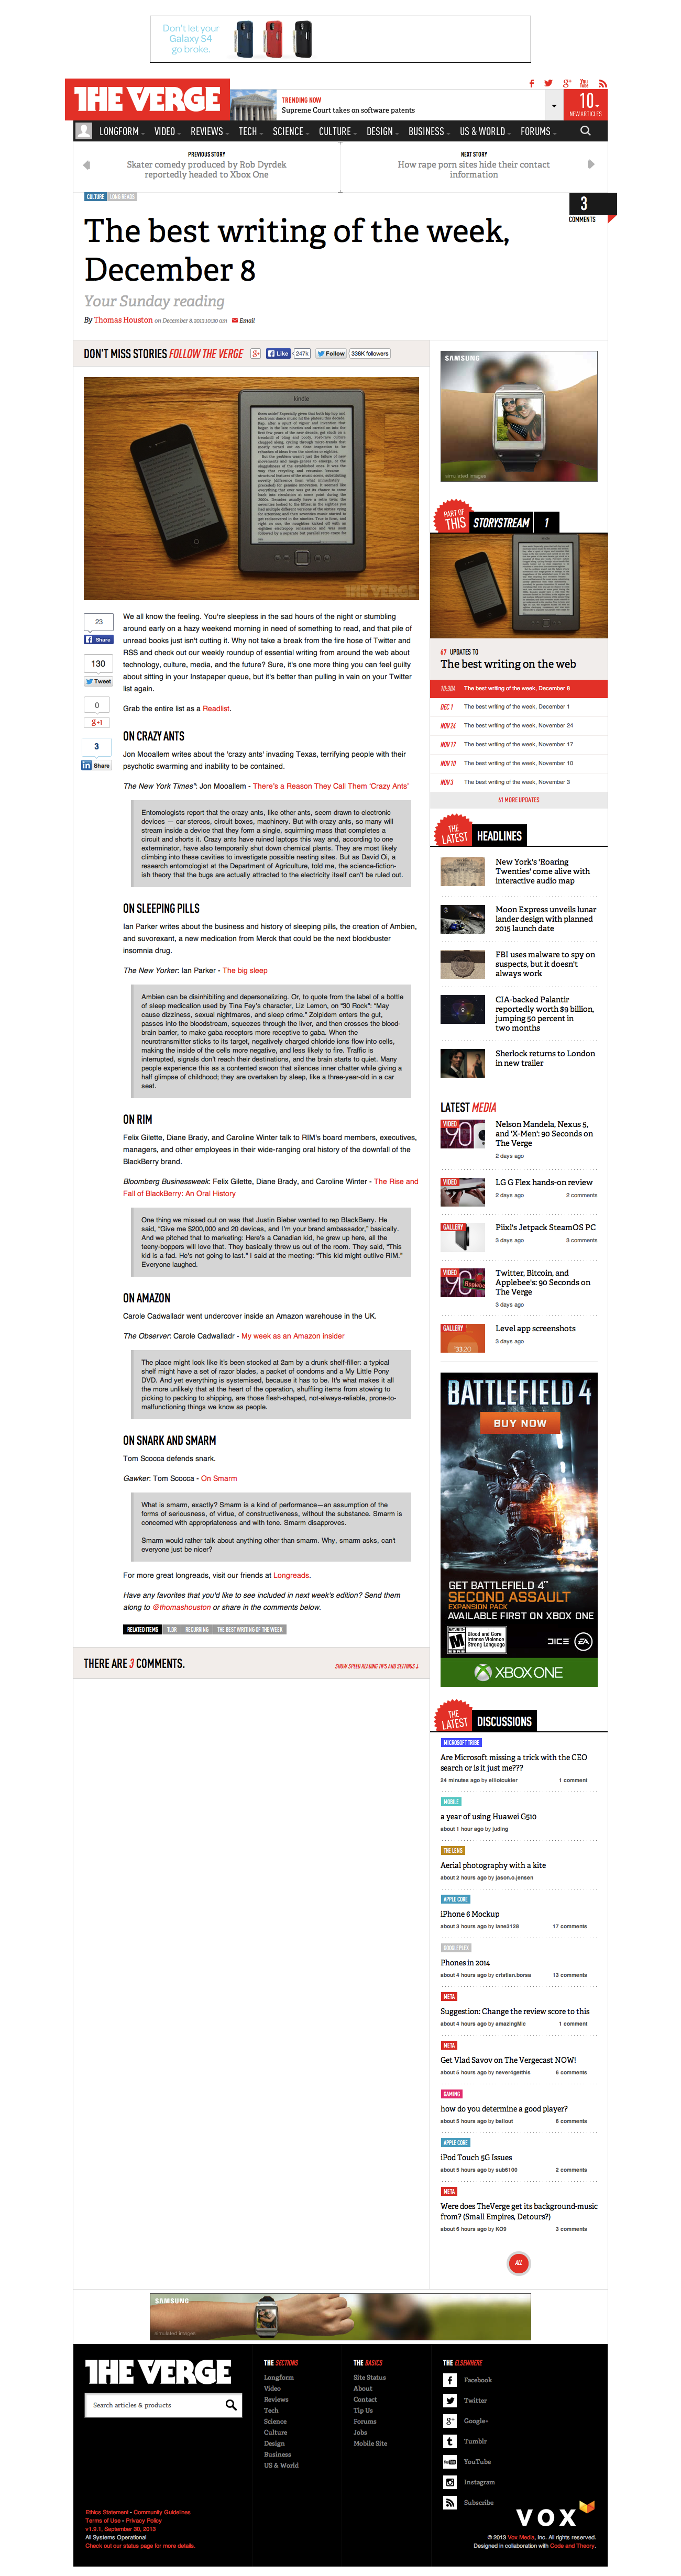 Don't let your
Galaxy S4
go broke.
THE VERGE
TRENDING NOW
Supreme Court takes on software patents
10
NEW ARTICLES
LONGFORM VIDEO REVIEWS TECH SCIENCE CULTURE DESIGN BUSINESS US & WORLD FORUMS
PREVIOUS STORY
Skater comedy produced by Rob Dyrdek
reportedly headed to Xbox One
NEXT STORY
How rape porn sites hide their contact
information
CULTURE LONG READS
3
COMMENTS
The best writing of the week,
December 8
Your Sunday reading
By Thomas Houston on December 8, 2013 10:30 am Email
DON'T MISS STORIES FOLLOW THE VERGE Like 247k Follow 338K followers
kindle
THE VERGE
23
Share
130
Tweet
0
+1
3
Share
We all know the feeling. You're sleepless in the sad hours of the night or stumbling
around early on a hazy weekend morning in need of something to read, and that pile of
unread books just isn't cutting it. Why not take a break from the fire hose of Twitter and
RSS and check out our weekly roundup of essential writing from around the web about
technology, culture, media, and the future? Sure, it's one more thing you can feel guilty
about sitting in your Instapaper queue, but it's better than pulling in vain on your Twitter
list again.
Grab the entire list as a Readlist.
ON CRAZY ANTS
Jon Mooallem writes about the 'crazy ants' invading Texas, terrifying people with their
psychotic swarming and inability to be contained.
The New York Times": Jon Mooallem - There's a Reason They Call Them 'Crazy Ants'
Entomologists report that the crazy ants, like other ants, seem drawn to electronic
devices — car stereos, circuit boxes, machinery. But with crazy ants, so many will
stream inside a device that they form a single, squirming mass that completes a
circuit and shorts it. Crazy ants have ruined laptops this way and, according to one
exterminator, have also temporarily shut down chemical plants. They are most likely
climbing into these cavities to investigate possible nesting sites. But as David Oi, a
research entomologist at the Department of Agriculture, told me, the science-fiction-
ish theory that the bugs are actually attracted to the electricity itself can't be ruled out.
ON SLEEPING PILLS
Ian Parker writes about the business and history of sleeping pills, the creation of Ambien,
and suvorexant, a new medication from Merck that could be the next blockbuster
insomnia drug.
The New Yorker: Ian Parker - The big sleep
Ambien can be disinhibiting and depersonalizing. Or, to quote from the label of a bottle
of sleep medication used by Tina Fey's character, Liz Lemon, on "30 Rock": "May
cause dizziness, sexual nightmares, and sleep crime." Zolpidem enters the gut,
passes into the bloodstream, squeezes through the liver, and then crosses the blood-
brain barrier, to make gaba receptors more receptive to gaba. When the
neurotransmitter sticks to its target, negatively charged chloride ions flow into cells,
making the inside of the cells more negative, and less likely to fire. Traffic is
interrupted, signals don't reach their destinations, and the brain starts to quiet. Many
people experience this as a contented swoon that silences inner chatter while giving a
half glimpse of childhood; they are overtaken by sleep, like a three-year-old in a car
seat.
ON RIM
Felix Gilette, Diane Brady, and Caroline Winter talk to RIM's board members, executives,
managers, and other employees in their wide-ranging oral history of the downfall of the
BlackBerry brand.
Bloomberg Businessweek: Felix Gilette, Diane Brady, and Caroline Winter - The Rise and
Fall of BlackBerry: An Oral History
One thing we missed out on was that Justin Bieber wanted to rep BlackBerry. He
said, "Give me $200,000 and 20 devices, and I'm your brand ambassador," basically.
And we pitched that to marketing: Here's a Canadian kid, he grew up here, all the
teeny-boppers will love that. They basically threw us out of the room. They said, "This
kid is a fad. He's not going to last." I said at the meeting: "This kid might outlive RIM."
Everyone laughed.
ON AMAZON
Carole Cadwalladr went undercover inside an Amazon warehouse in the UK.
The Observer: Carole Cadwalladr - My week as an Amazon insider
The place might look like it's been stocked at 2am by a drunk shelf-filler: a typical
shelf might have a set of razor blades, a packet of condoms and a My Little Pony
DVD. And yet everything is systemised, because it has to be. It's what makes it all
the more unlikely that at the heart of the operation, shuffling items from stowing to
picking to packing to shipping, are those flesh-shaped, not-always-reliable, prone-to-
malfunctioning things we know as people.
ON SNARK AND SMARM
Tom Scocca defends snark.
Gawker: Tom Scocca - On Smarm
What is smarm, exactly? Smarm is a kind of performance—an assumption of the
forms of seriousness, of virtue, of constructiveness, without the substance. Smarm is
concerned with appropriateness and with tone. Smarm disapproves.
Smarm would rather talk about anything other than smarm. Why, smarm asks, can't
everyone just be nicer?
For more great longreads, visit our friends at Longreads.
Have any favorites that you'd like to see included in next week's edition? Send them
along to @thomashouston or share in the comments below.
RELATED ITEMS TLDR RECURRING THE BEST WRITING OF THE WEEK
THERE ARE 3 COMMENTS.
SHOW SPEED READING TIPS AND SETTINGS
SAMSUNG
simulated images
PART OF
THIS STORYSTREAM 1
67 UPDATES TO
The best writing on the web
10:30A The best writing of the week, December 8
DEC 1 The best writing of the week, December 1
NOV 24 The best writing of the week, November 24
NOV 17 The best writing of the week, November 17
NOV 10 The best writing of the week, November 10
NOV 3 The best writing of the week, November 3
61 MORE UPDATES
THE
LATEST HEADLINES
New York's 'Roaring
Twenties' come alive with
interactive audio map
Moon Express unveils lunar
lander design with planned
2015 launch date
FBI uses malware to spy on
suspects, but it doesn't
always work
CIA-backed Palantir
reportedly worth $9 billion,
jumping 50 percent in
two months
Sherlock returns to London
in new trailer
LATEST MEDIA
VIDEO
90
Nelson Mandela, Nexus 5,
and 'X-Men': 90 Seconds on
The Verge
2 days ago
VIDEO
LG G Flex hands-on review
2 days ago 2 comments
GALLERY
Piixl's Jetpack SteamOS PC
3 days ago 3 comments
VIDEO
90
Twitter, Bitcoin, and
Applebee's: 90 Seconds on
The Verge
3 days ago
GALLERY
Level app screenshots
3 days ago
BATTLEFIELD 4
BUY NOW
GET BATTLEFIELD 4
SECOND ASSAULT
EXPANSION PACK
AVAILABLE FIRST ON XBOX ONE
M
Blood and Gore
Intense Violence
Strong Language
DICE EA
XBOX ONE
THE
LATEST DISCUSSIONS
MICROSOFT TRIBE
Are Microsoft missing a trick with the CEO
search or is it just me???
24 minutes ago by elliotcukier 1 comment
MOBILE
a year of using Huawei G510
about 1 hour ago by juding
THE LENS
Aerial photography with a kite
about 2 hours ago by jason.o.jensen
APPLE CORE
iPhone 6 Mockup
about 3 hours ago by lane3128 17 comments
GOOGLEPLEX
Phones in 2014
about 4 hours ago by cristian.borsa 13 comments
META
Suggestion: Change the review score to this
about 4 hours ago by amazingMic 1 comment
META
Get Vlad Savov on The Vergecast NOW!
about 5 hours ago by never4getthis 6 comments
GAMING
how do you determine a good player?
about 5 hours ago by bailout 6 comments
APPLE CORE
iPod Touch 5G Issues
about 5 hours ago by sub6100 2 comments
META
Were does TheVerge get its background-music
from? (Small Empires, Detours?)
about 6 hours ago by KO9 3 comments
ALL
SAMSUNG
simulated images
THE VERGE
Search articles & products
THE SECTIONS
Longform
Video
Reviews
Tech
Science
Culture
Design
Business
US & World
THE BASICS
Site Status
About
Contact
Tip Us
Forums
Jobs
Mobile Site
THE ELSEWHERE
Facebook
Twitter
Google+
Tumblr
YouTube
Instagram
Subscribe
Ethics Statement • Community Guidelines
Terms of Use • Privacy Policy
v1.9.1, September 30, 2013
All Systems Operational
Check out our status page for more details.
VOX
© 2013 Vox Media, Inc. All rights reserved.
Designed in collaboration with Code and Theory.